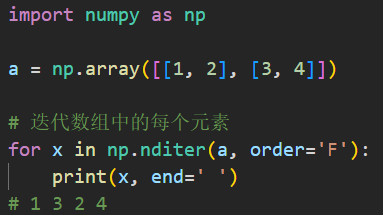 import numpy as np
a = np.array([[1, 2], [3, 4]])
# 迭代数组中的每个元素
for x in np.nditer(a, order='F'):
    print(x, end=' ')
# 1 3 2 4